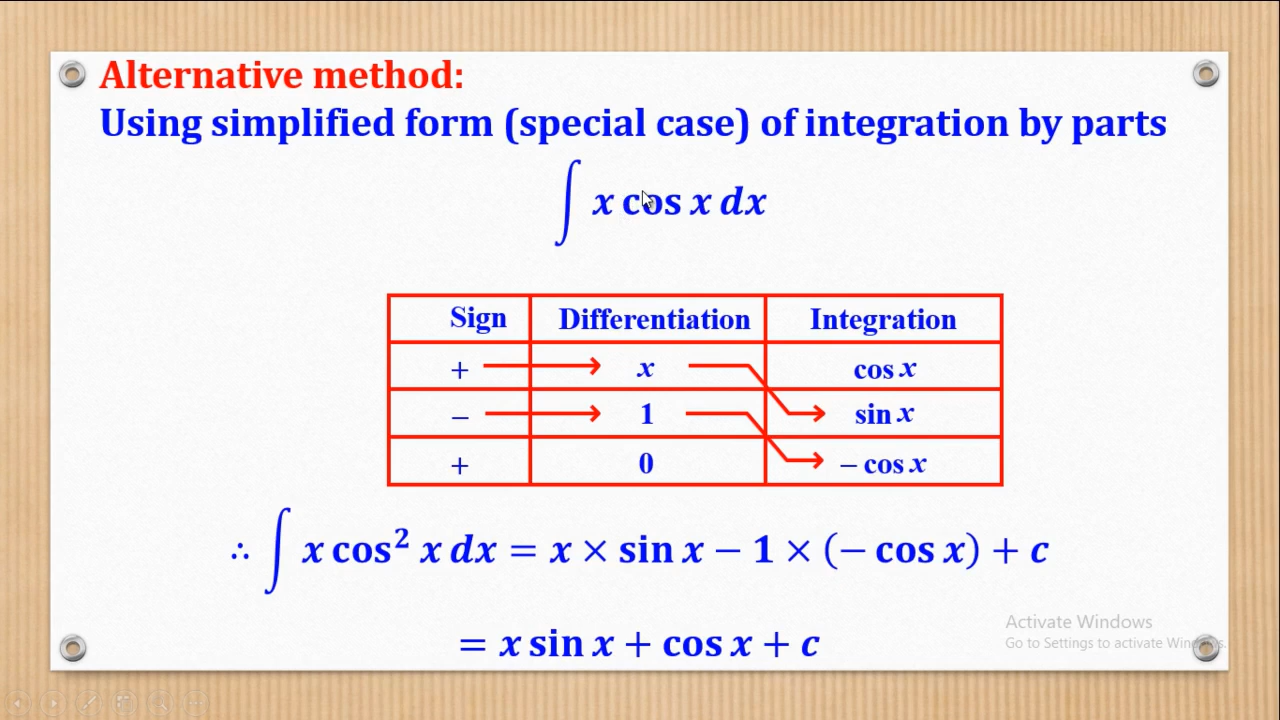 Alternative method:
Using simplified form (special case) of integration by parts
∫ x cos x dx
Sign Differentiation Integration
+ x cos x
− 1 sin x
+ 0 − cos x
∴ ∫ x cos² x dx = x × sin x − 1 × (− cos x) + c
= x sin x + cos x + c
Activate Windows
Go to Settings to activate Windows.